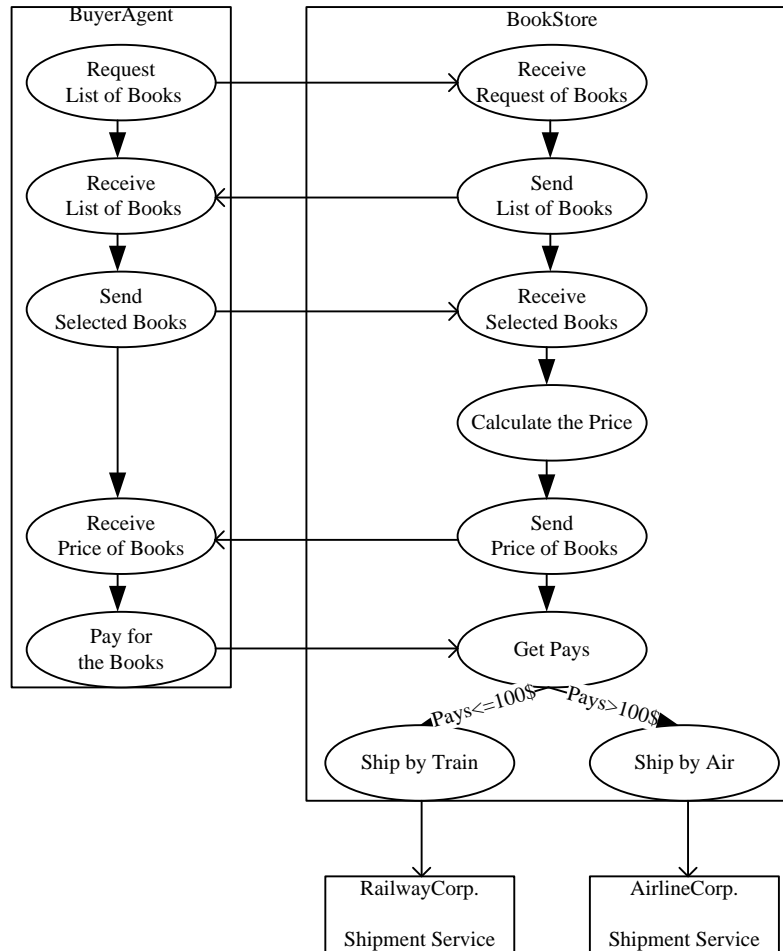 BuyerAgent
BookStore
Request
List of Books
Receive
Request of Books
Receive
List of Books
Send
List of Books
Send
Selected Books
Receive
Selected Books
Calculate the Price
Receive
Price of Books
Send
Price of Books
Pay for
the Books
Get Pays
Pays<=100$
Pays>100$
Ship by Train
Ship by Air
RailwayCorp.
Shipment Service
AirlineCorp.
Shipment Service